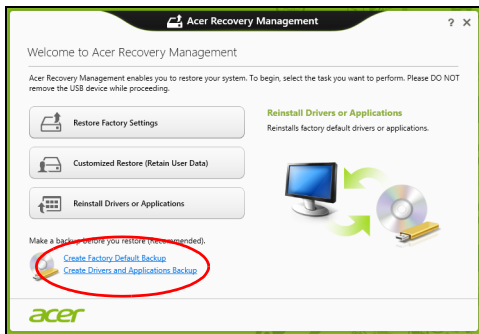 Acer Recovery Management
? X
Welcome to Acer Recovery Management
Acer Recovery Management enables you to restore your system. To begin, select the task you want to perform. Please DO NOT
remove the USB device while proceeding.
Restore Factory Settings
Customized Restore (Retain User Data)
Reinstall Drivers or Applications
Reinstall Drivers or Applications
Reinstalls factory default drivers or applications.
Make a backup before you restore (Recommended).
Create Factory Default Backup
Create Drivers and Applications Backup
acer